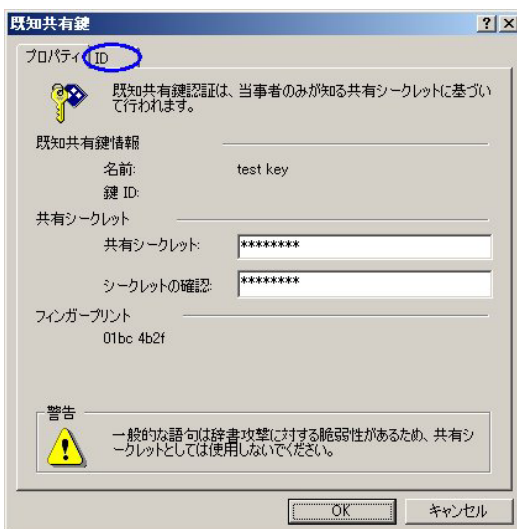 既知共有鍵
プロパティ ID
既知共有鍵認証は、当事者のみが知る共有シークレットに基づい
て行われます。
既知共有鍵情報
名前: test key
鍵 ID:
共有シークレット
共有シークレット: ********
シークレットの確認: ********
フィンガープリント
01bc 4b2f
警告
一般的な語句は辞書攻撃に対する脆弱性があるため、共有シ
ークレットとしては使用しないでください。
OK キャンセル